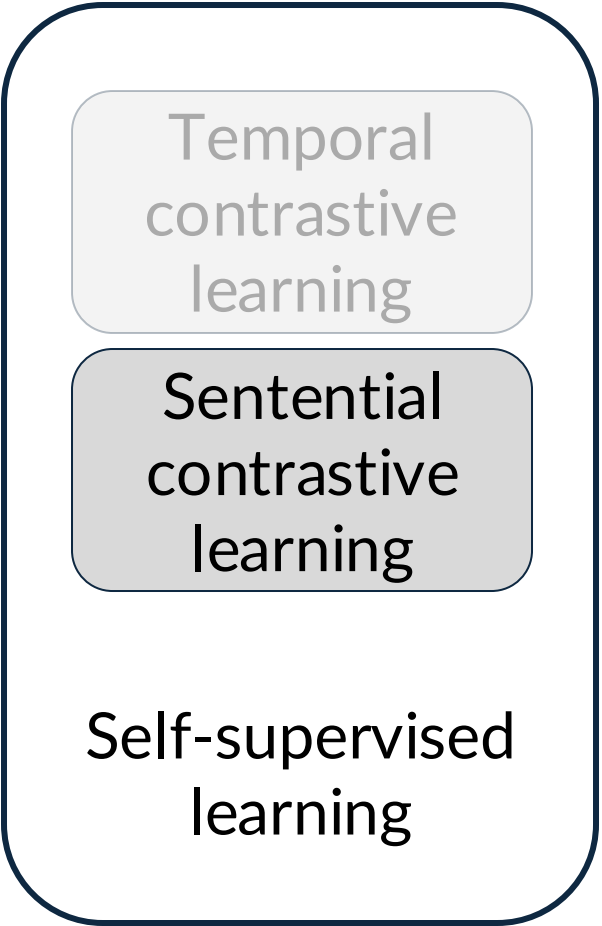 Temporal
contrastive
learning
Sentential
contrastive
learning
Self-supervised
learning